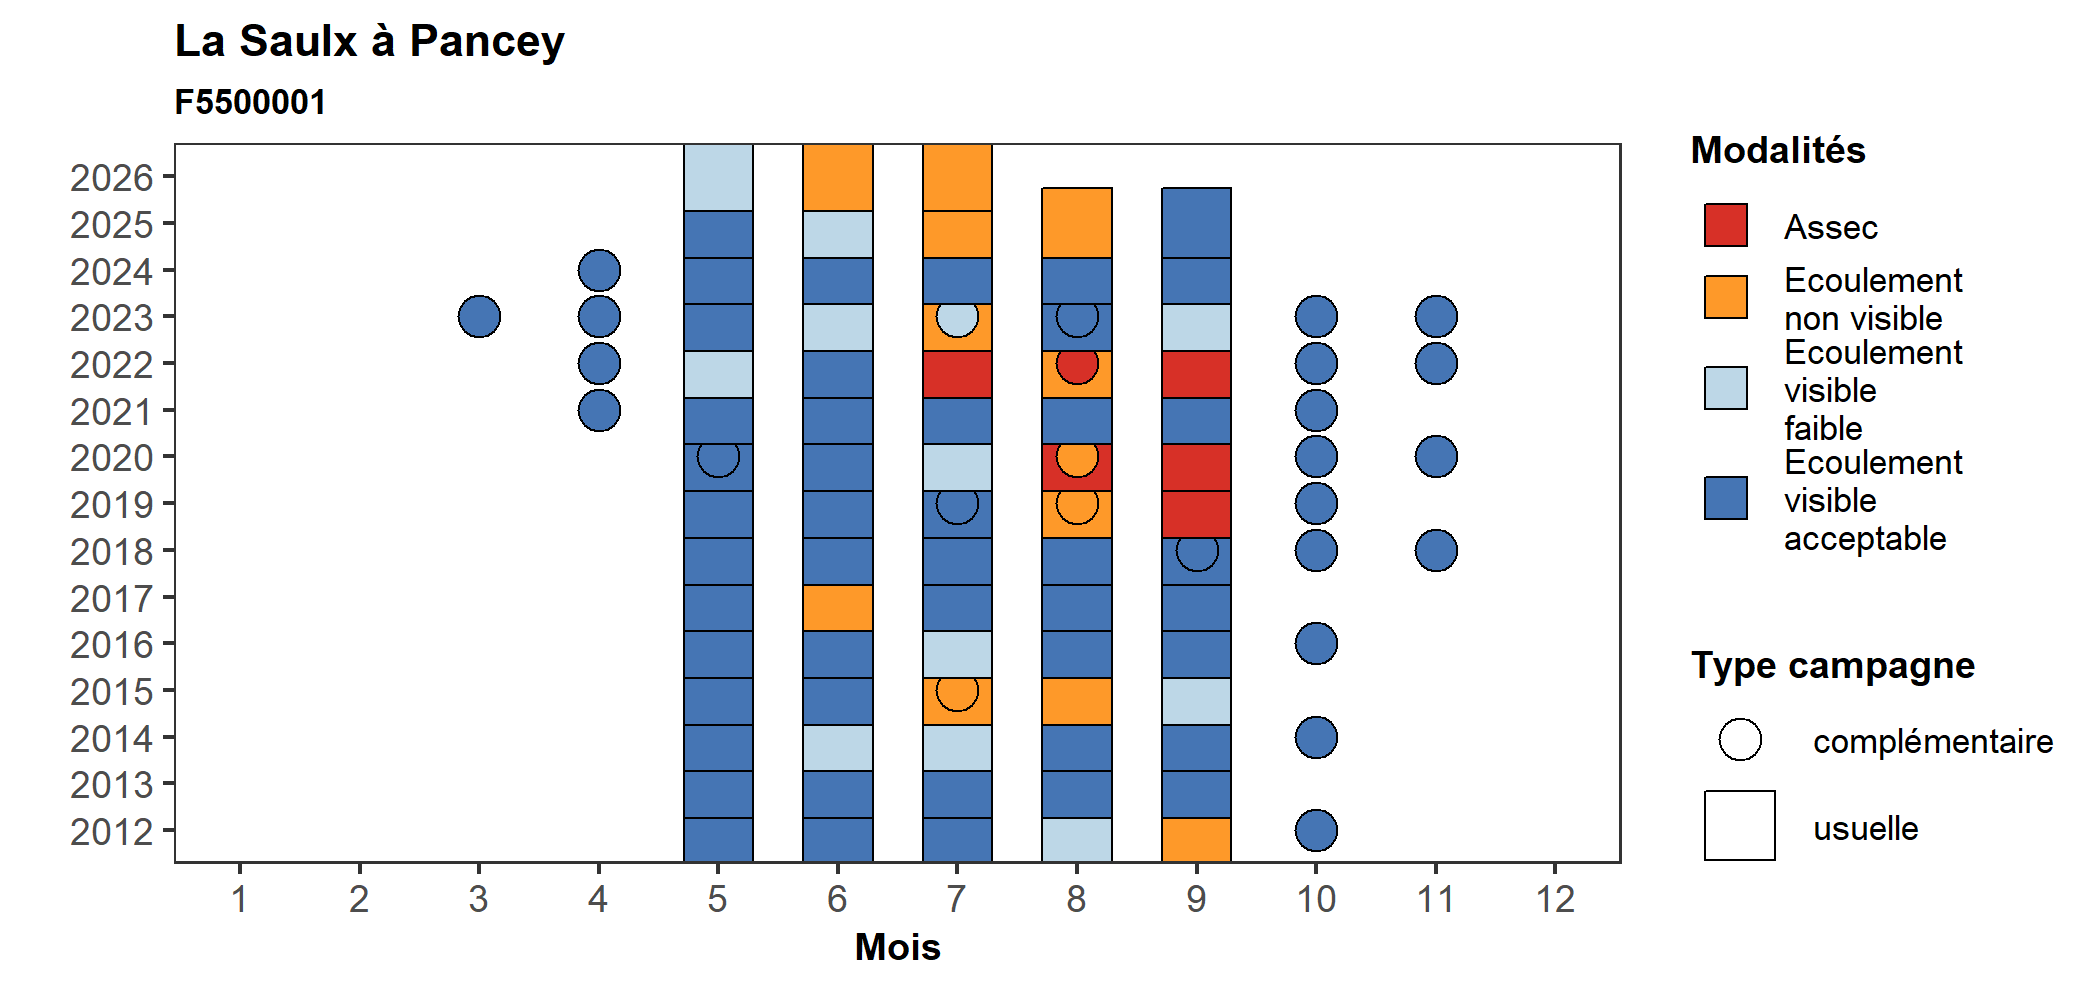 La Saulx à Pancey
F5500001
2026
2025
2024
2023
2022
2021
2020
2019
2018
2017
2016
2015
2014
2013
2012
1 2 3 4 5 6 7 8 9 10 11 12
Mois
Modalités
Assec
Ecoulement
non visible
Ecoulement
visible
faible
Ecoulement
visible
acceptable
Type campagne
complémentaire
usuelle